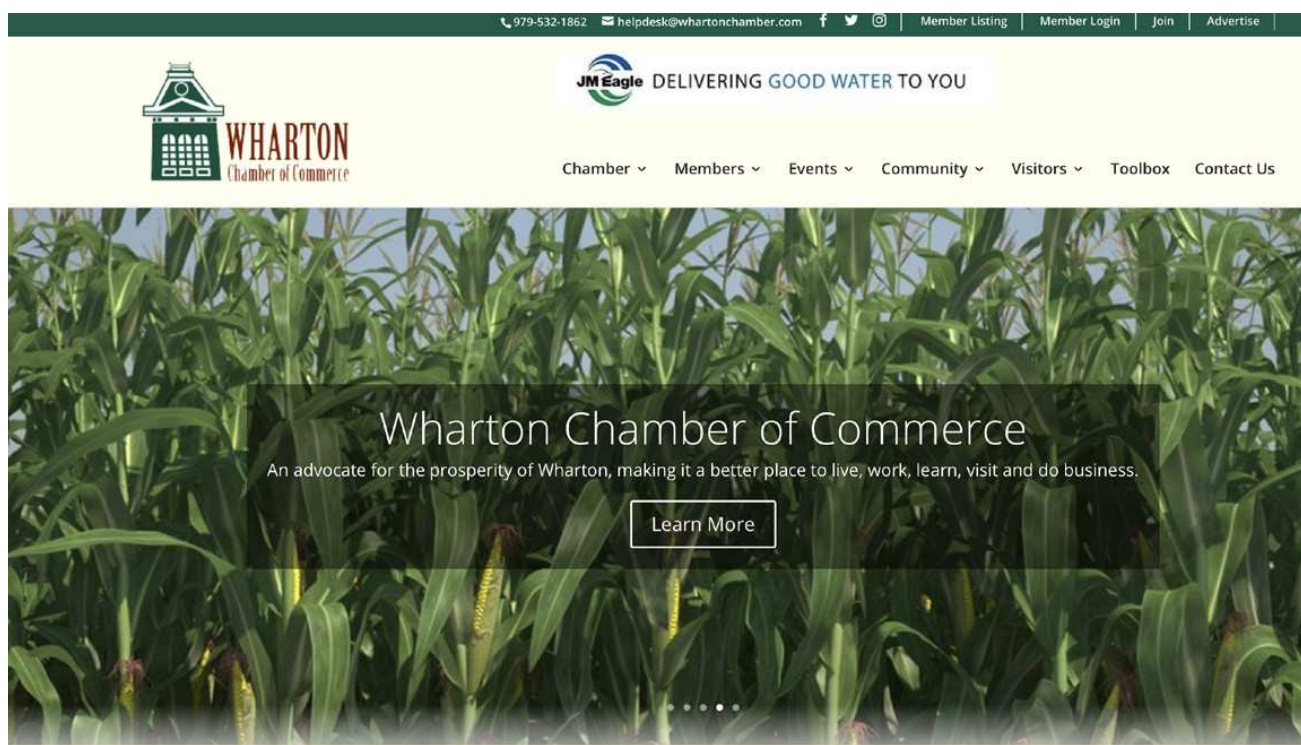 979-532-1862 helpdesk@whartonchamber.com Member Listing Member Login Join Advertise
JM Eagle DELIVERING GOOD WATER TO YOU
WHARTON
Chamber of Commerce
Chamber Members Events Community Visitors Toolbox Contact Us
Wharton Chamber of Commerce
An advocate for the prosperity of Wharton, making it a better place to live, work, learn, visit and do business.
Learn More